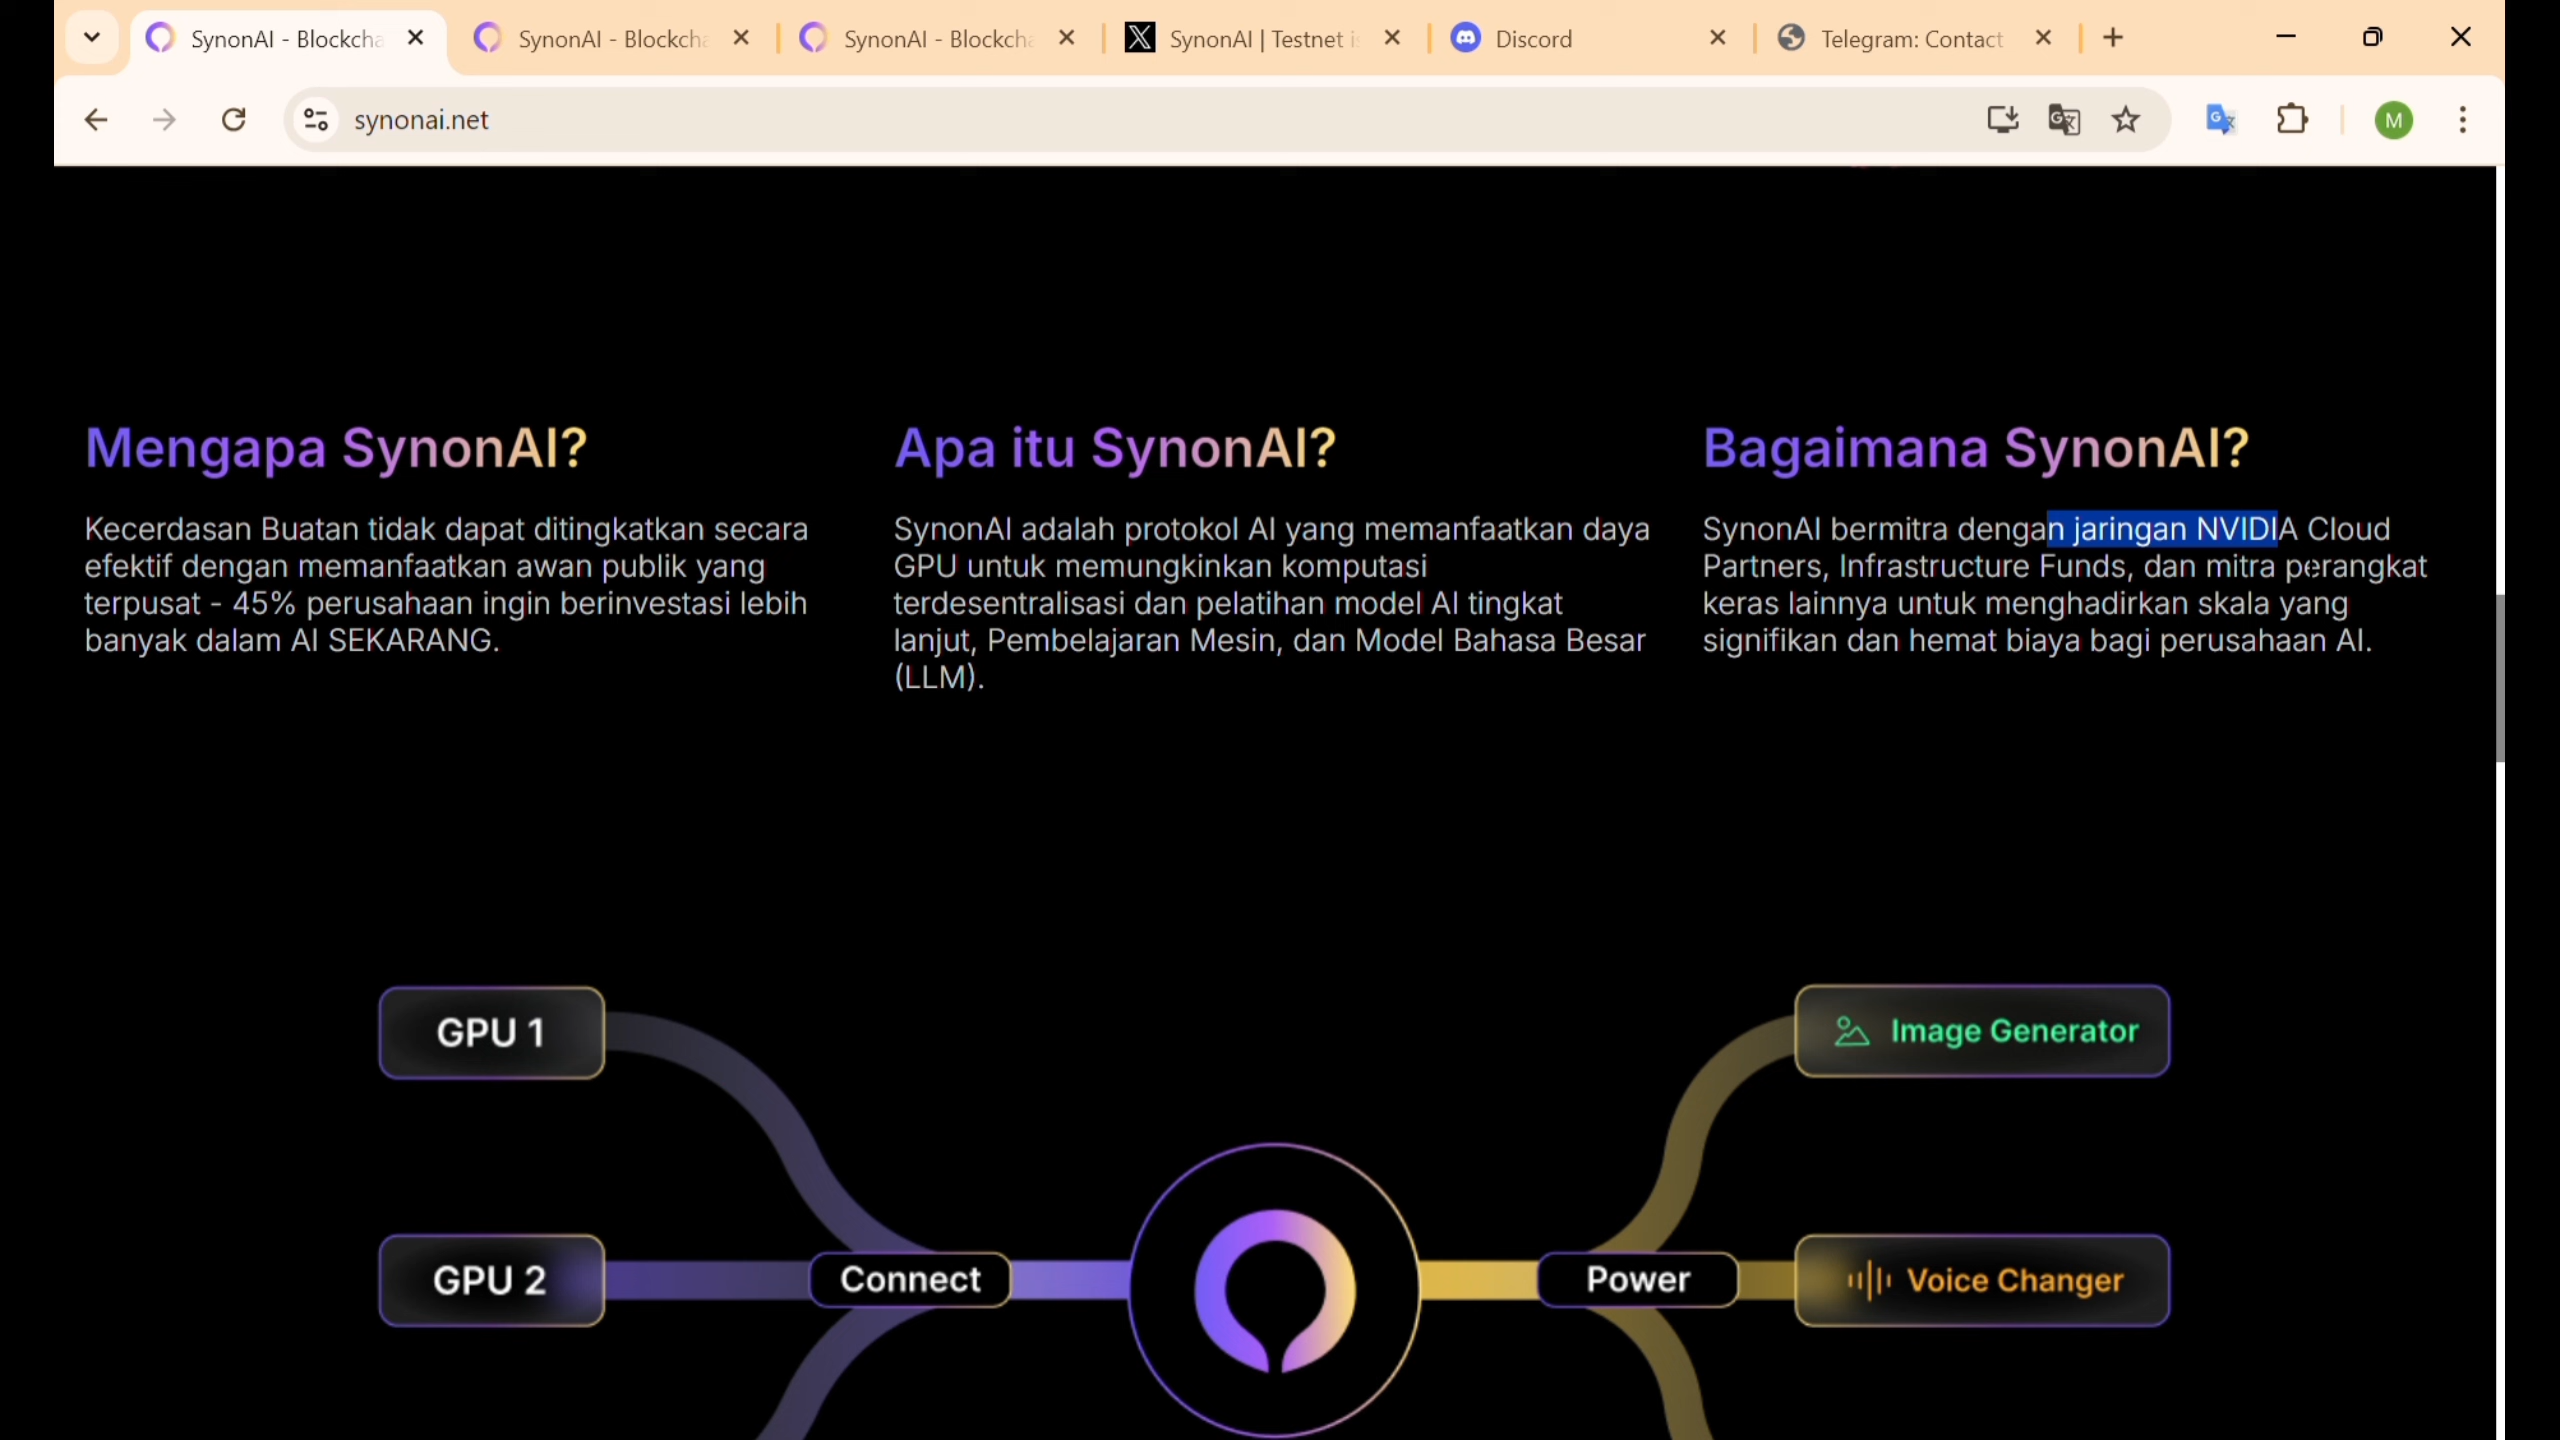 SynonAI - Blockcha
SynonAI - Blockcha
SynonAI - Blockcha
SynonAI | Testnet is
Discord
Telegram: Contact
synonai.net
M
Mengapa SynonAI?
Kecerdasan Buatan tidak dapat ditingkatkan secara
efektif dengan memanfaatkan awan publik yang
terpusat - 45% perusahaan ingin berinvestasi lebih
banyak dalam AI SEKARANG.
Apa itu SynonAI?
SynonAI adalah protokol AI yang memanfaatkan daya
GPU untuk memungkinkan komputasi
terdesentralisasi dan pelatihan model AI tingkat
lanjut, Pembelajaran Mesin, dan Model Bahasa Besar
(LLM).
Bagaimana SynonAI?
SynonAI bermitra dengan jaringan NVIDIA Cloud
Partners, Infrastructure Funds, dan mitra perangkat
keras lainnya untuk menghadirkan skala yang
signifikan dan hemat biaya bagi perusahaan AI.
GPU 1
Image Generator
GPU 2
Connect
Power
Voice Changer